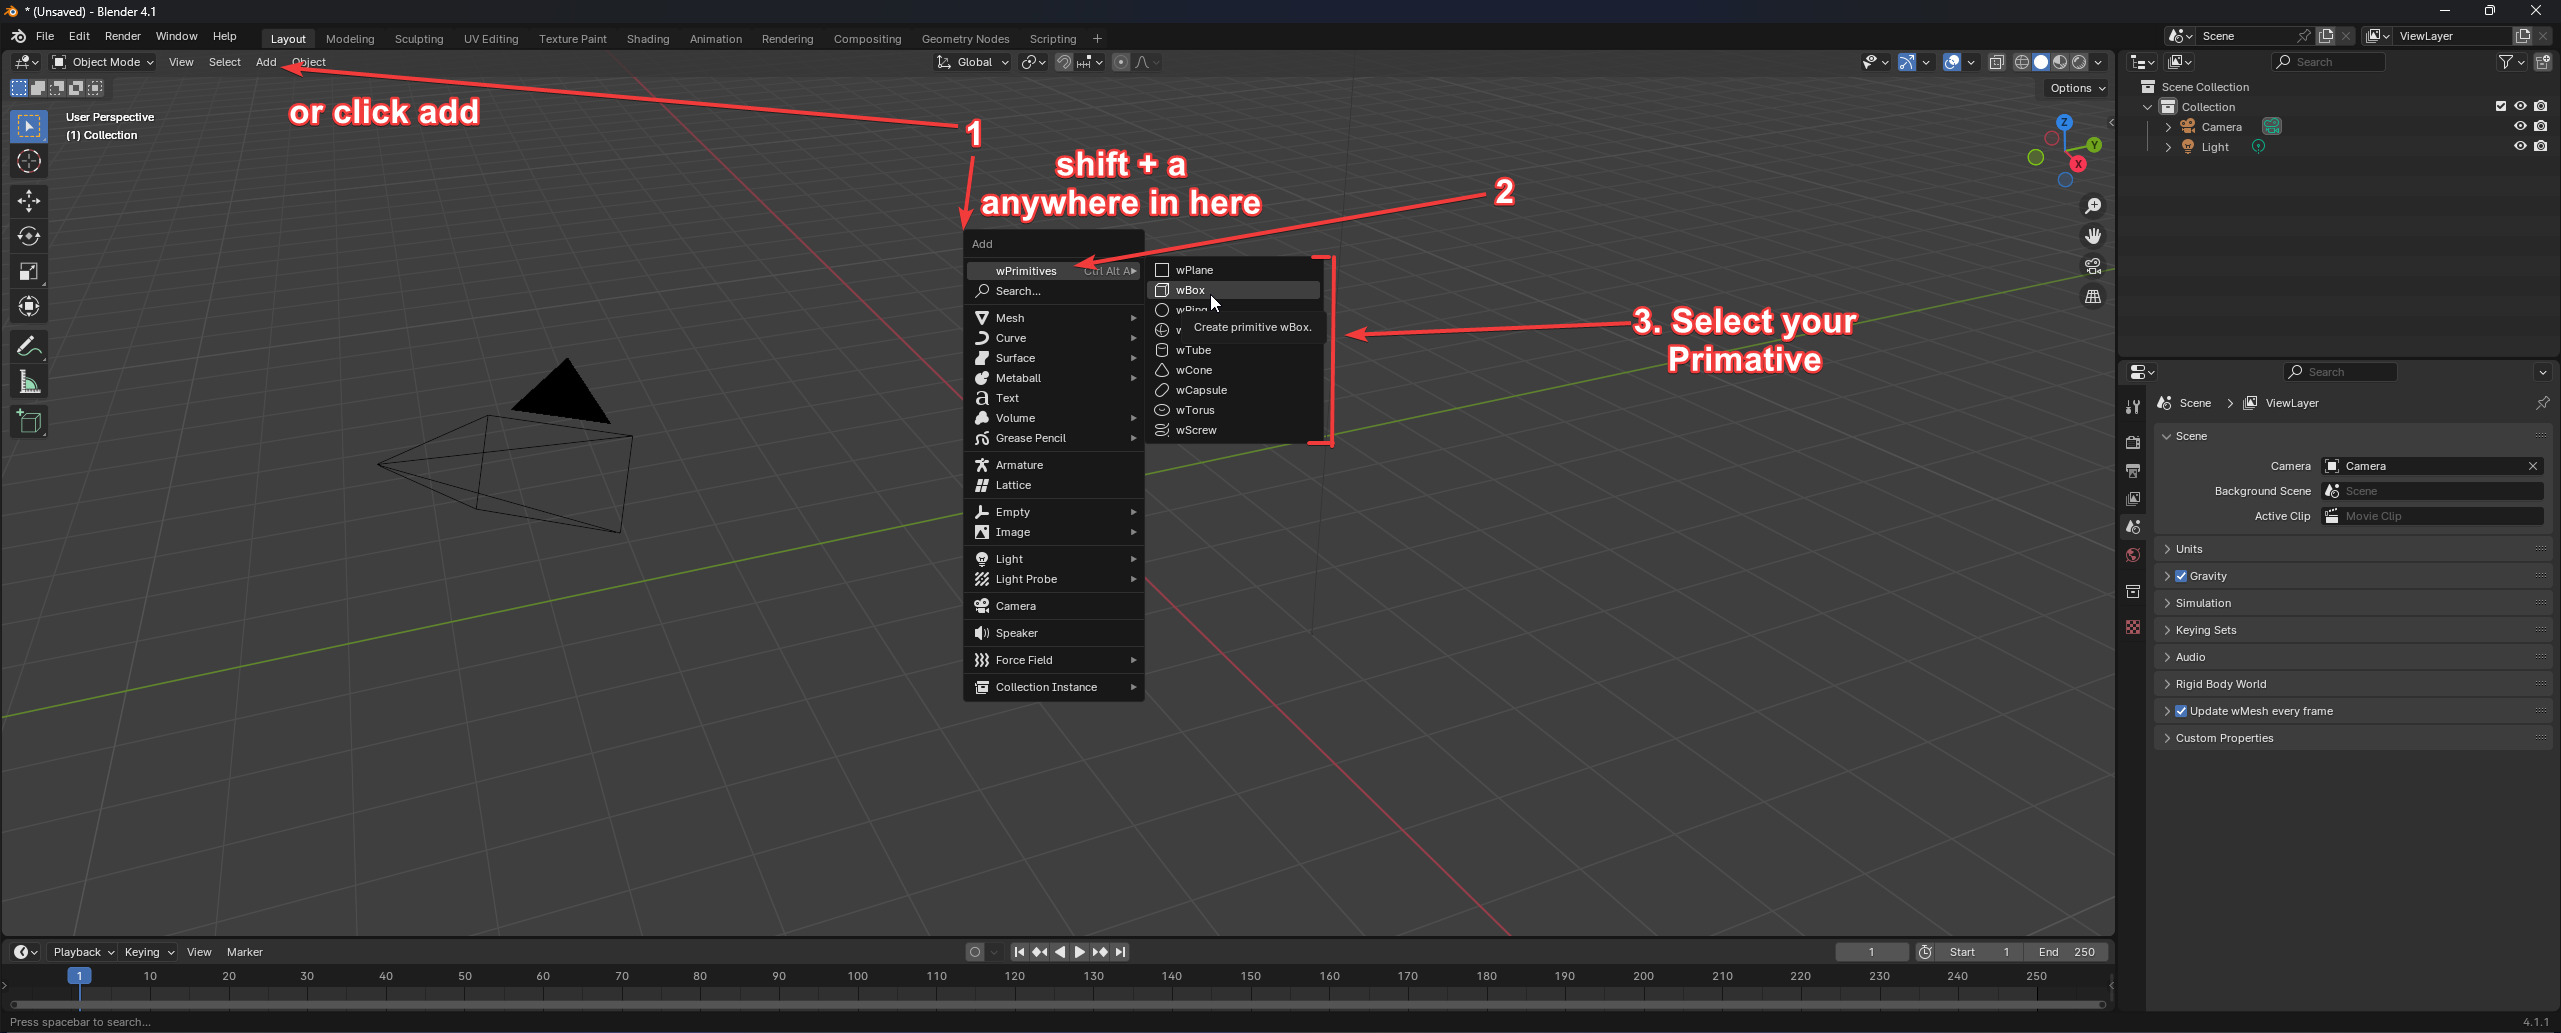 * (Unsaved) - Blender 4.1
File Edit Render Window Help
Layout Modeling Sculpting UV Editing Texture Paint Shading Animation Rendering Compositing Geometry Nodes Scripting +
Scene
ViewLayer
Object Mode View Select Add Object
Global
Search
Options
User Perspective
(1) Collection
or click add
1
shift + a
anywhere in here
2
3. Select your
Primative
Z
Y
X
Add
wPrimitives Ctrl Alt A
Search...
Mesh
Curve
Surface
Metaball
Text
Volume
Grease Pencil
Armature
Lattice
Empty
Image
Light
Light Probe
Camera
Speaker
Force Field
Collection Instance
wPlane
wBox
wRing
Create primitive wBox.
wTube
wCone
wCapsule
wTorus
wScrew
Scene Collection
Collection
Camera
Light
Search
Scene > ViewLayer
Scene
Camera Camera
Background Scene Scene
Active Clip Movie Clip
Units
Gravity
Simulation
Keying Sets
Audio
Rigid Body World
Update wMesh every frame
Custom Properties
Playback Keying View Marker
1
Start 1
End 250
1 10 20 30 40 50 60 70 80 90 100 110 120 130 140 150 160 170 180 190 200 210 220 230 240 250
Press spacebar to search...
4.1.1